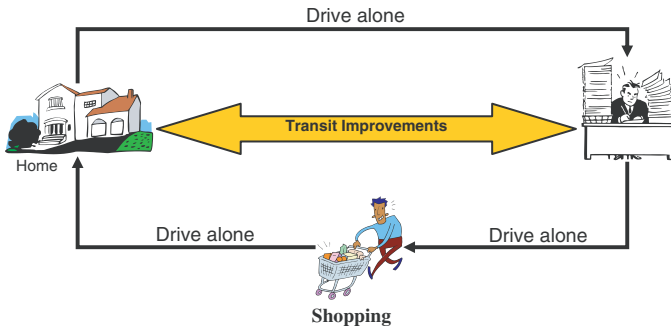 Drive alone
Transit Improvements
Home
Drive alone
Drive alone
Shopping